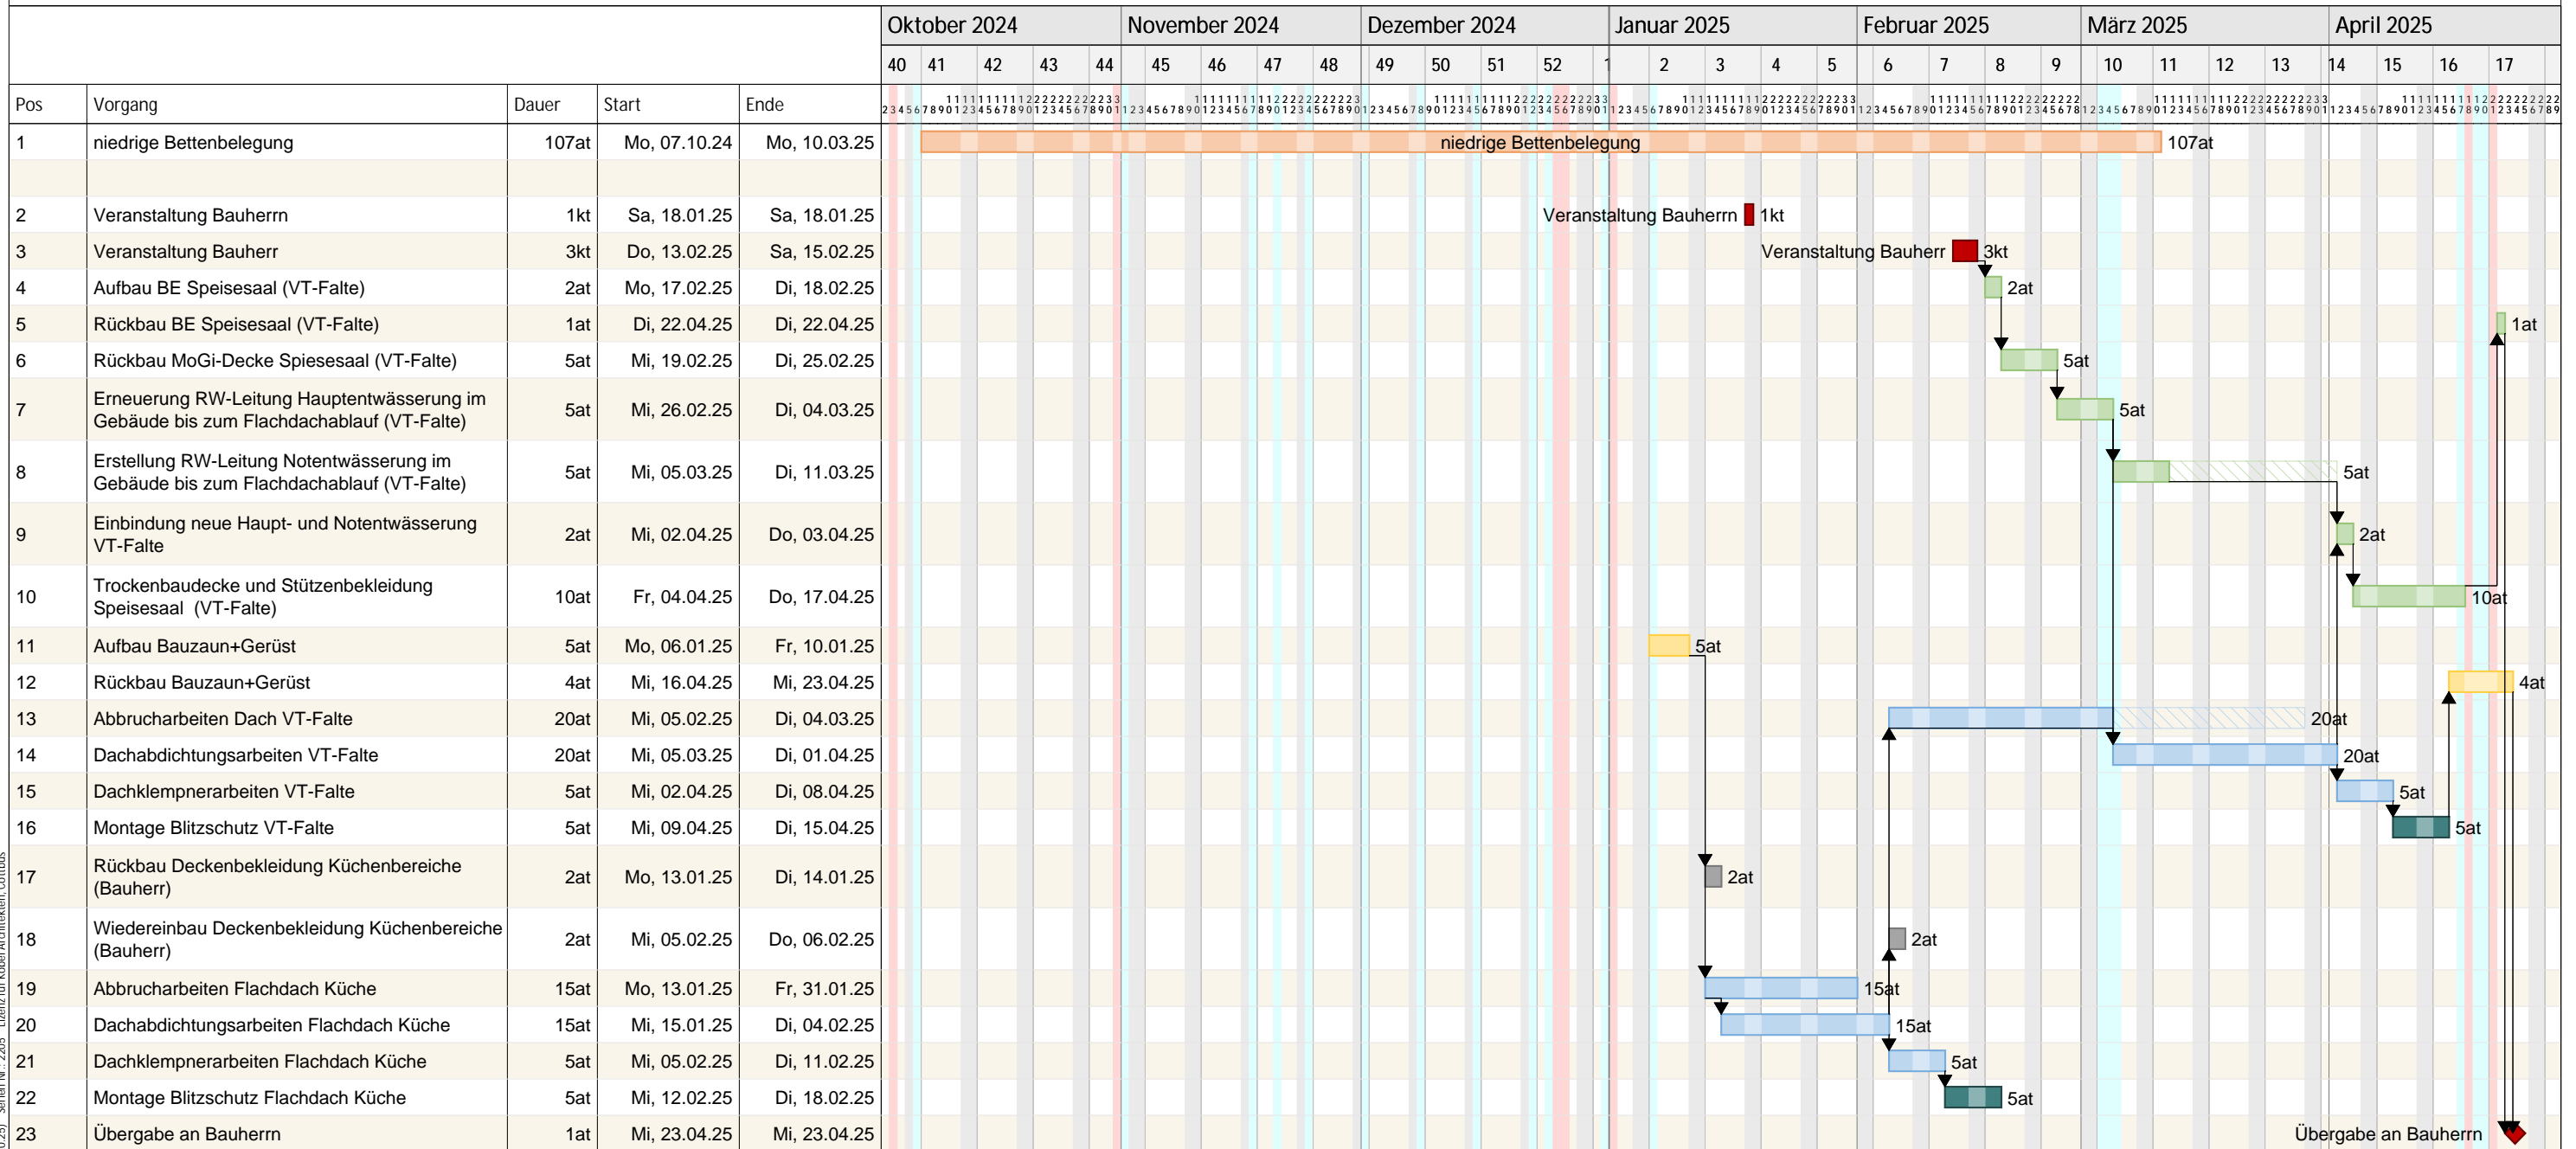 Oktober 2024 November 2024 Dezember 2024 Januar 2025 Februar 2025 März 2025 April 2025
40 41 42 43 44 45 46 47 48 49 50 51 52 1 2 3 4 5 6 7 8 9 10 11 12 13 14 15 16 17
Pos Vorgang Dauer Start Ende
1 niedrige Bettenbelegung 107at Mo, 07.10.24 Mo, 10.03.25 niedrige Bettenbelegung 107at
2 Veranstaltung Bauherrn 1kt Sa, 18.01.25 Sa, 18.01.25 Veranstaltung Bauherrn 1kt
3 Veranstaltung Bauherr 3kt Do, 13.02.25 Sa, 15.02.25 Veranstaltung Bauherr 3kt
4 Aufbau BE Speisesaal (VT-Falte) 2at Mo, 17.02.25 Di, 18.02.25 2at
5 Rückbau BE Speisesaal (VT-Falte) 1at Di, 22.04.25 Di, 22.04.25 1at
6 Rückbau MoGi-Decke Spiesesaal (VT-Falte) 5at Mi, 19.02.25 Di, 25.02.25 5at
7 Erneuerung RW-Leitung Hauptentwässerung im
Gebäude bis zum Flachdachablauf (VT-Falte) 5at Mi, 26.02.25 Di, 04.03.25 5at
8 Erstellung RW-Leitung Notentwässerung im
Gebäude bis zum Flachdachablauf (VT-Falte) 5at Mi, 05.03.25 Di, 11.03.25 5at
9 Einbindung neue Haupt- und Notentwässerung
VT-Falte 2at Mi, 02.04.25 Do, 03.04.25 2at
10 Trockenbaudecke und Stützenbekleidung
Speisesaal (VT-Falte) 10at Fr, 04.04.25 Do, 17.04.25 10at
11 Aufbau Bauzaun+Gerüst 5at Mo, 06.01.25 Fr, 10.01.25 5at
12 Rückbau Bauzaun+Gerüst 4at Mi, 16.04.25 Mi, 23.04.25 4at
13 Abbrucharbeiten Dach VT-Falte 20at Mi, 05.02.25 Di, 04.03.25 20at
14 Dachabdichtungsarbeiten VT-Falte 20at Mi, 05.03.25 Di, 01.04.25 20at
15 Dachklempnerarbeiten VT-Falte 5at Mi, 02.04.25 Di, 08.04.25 5at
16 Montage Blitzschutz VT-Falte 5at Mi, 09.04.25 Di, 15.04.25 5at
17 Rückbau Deckenbekleidung Küchenbereiche
(Bauherr) 2at Mo, 13.01.25 Di, 14.01.25 2at
18 Wiedereinbau Deckenbekleidung Küchenbereiche
(Bauherr) 2at Mi, 05.02.25 Do, 06.02.25 2at
19 Abbrucharbeiten Flachdach Küche 15at Mo, 13.01.25 Fr, 31.01.25 15at
20 Dachabdichtungsarbeiten Flachdach Küche 15at Mi, 15.01.25 Di, 04.02.25 15at
21 Dachklempnerarbeiten Flachdach Küche 5at Mi, 05.02.25 Di, 11.02.25 5at
22 Montage Blitzschutz Flachdach Küche 5at Mi, 12.02.25 Di, 18.02.25 5at
23 Übergabe an Bauherrn 1at Mi, 23.04.25 Mi, 23.04.25 Übergabe an Bauherrn